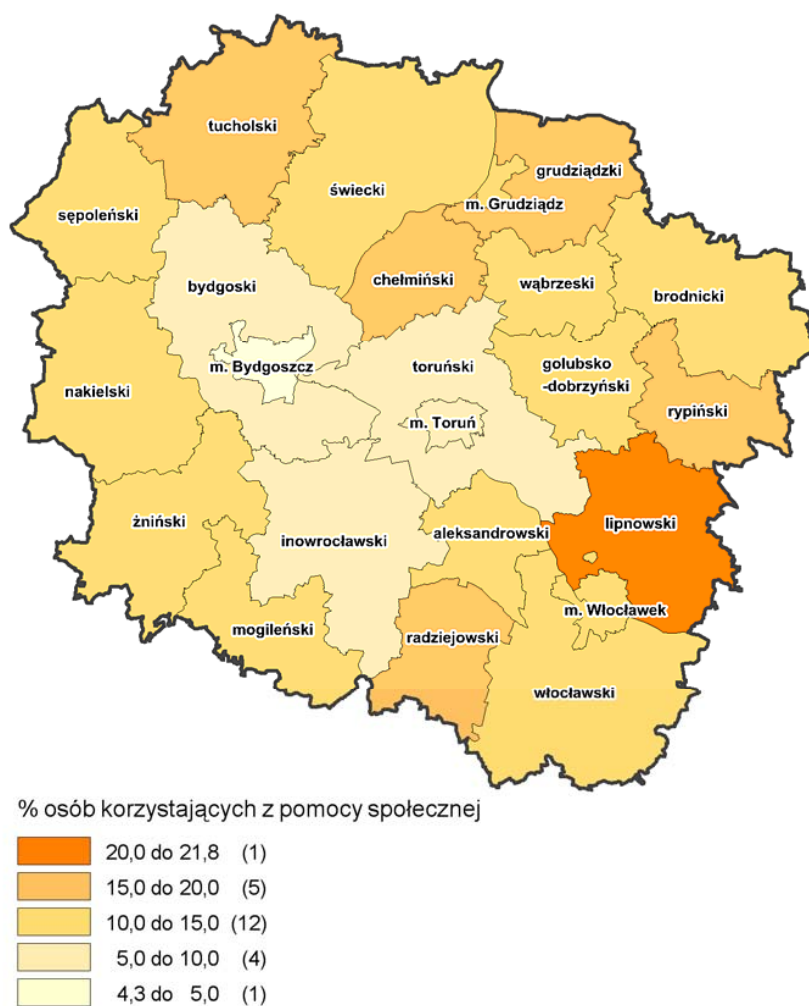 tucholski
grudziądzki
świecki
m. Grudziądz
sępoleński
chełmiński
bydgoski
wąbrzeski
brodnicki
m. Bydgoszcz
toruński
golubsko
-dobrzyński
nakielski
rypiński
m. Toruń
żniński
inowrocławski
aleksandrowski
lipnowski
mogileński
radziejowski
m. Włocławek
włocławski
% osób korzystających z pomocy społecznej
20,0 do 21,8 (1)
15,0 do 20,0 (5)
10,0 do 15,0 (12)
5,0 do 10,0 (4)
4,3 do 5,0 (1)